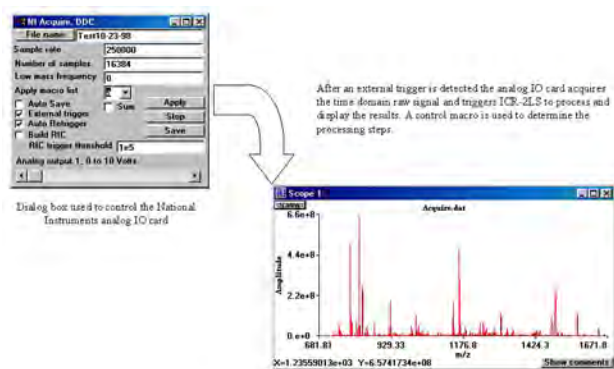 NI Acquire, DDC
File name Test10-23-98
Sample rate 250000
Number of samples 16384
Low mass frequency 0
Apply macro list
Auto Save Sum Apply
External trigger
Auto Retrigger Stop
Build RIC Save
RIC trigger threshold 1e5
Analog output 1, 0 to 10 Volts
Dialog box used to control the National
Instruments analog IO card
After an external trigger is detected the analog IO card acquires
the time domain raw signal and triggers ICR-2LS to process and
display the results. A control macro is used to determine the
processing steps.
Scope 1
Acquire.dat
6.6e+8
4.4e+8
2.2e+8
0.e+0
Amplitude
681.83 929.33 1176.8 1424.3 1671.8
m/z
X=1.23559013e+03 Y=6.5741734e+08 Show comments